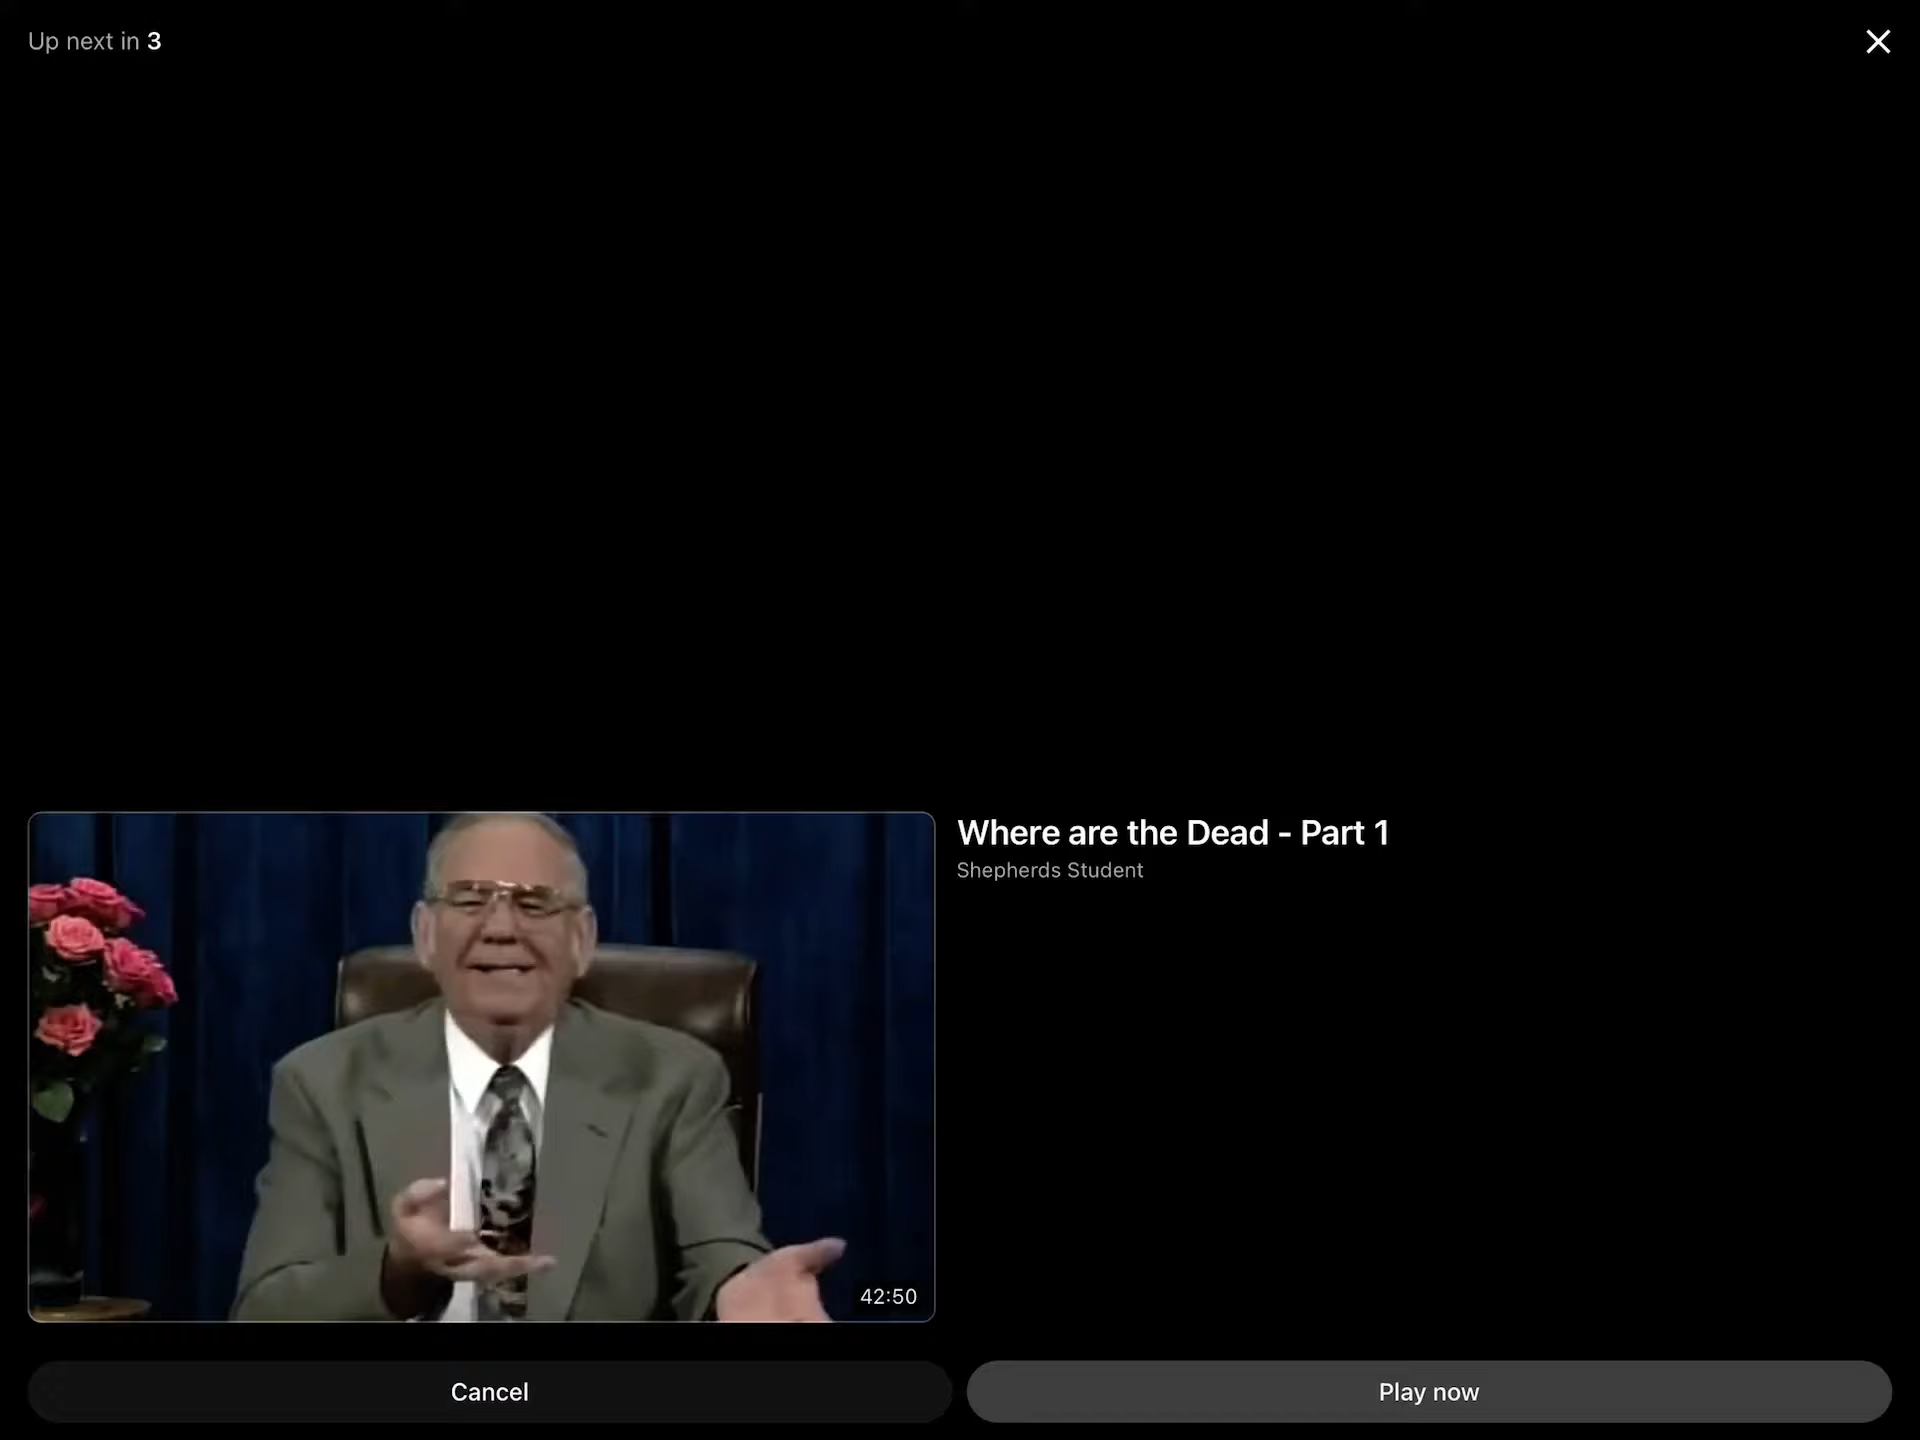 Up next in 3
Where are the Dead - Part 1
Shepherds Student
42:50
Cancel
Play now